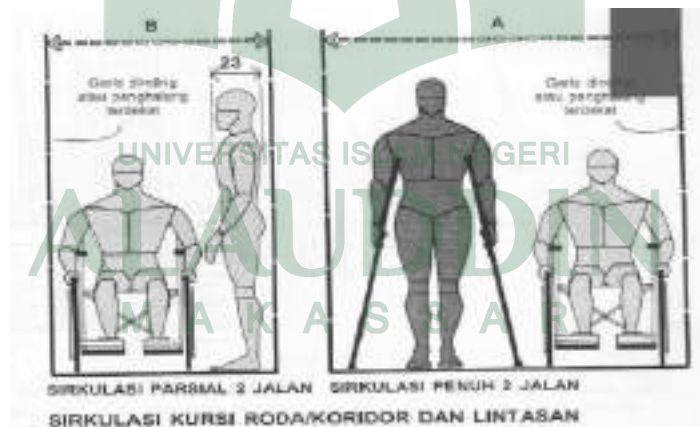 B
A
23
Garis dinding
atau penghalang
terdekat
Garis dinding
atau penghalang
terdekat
UNIVERSITAS ISLAM NEGERI
ALAUDDIN
MAKASSAR
SIRKULASI PARSIAL 2 JALAN
SIRKULASI PENUH 2 JALAN
SIRKULASI KURSI RODA/KORIDOR DAN LINTASAN